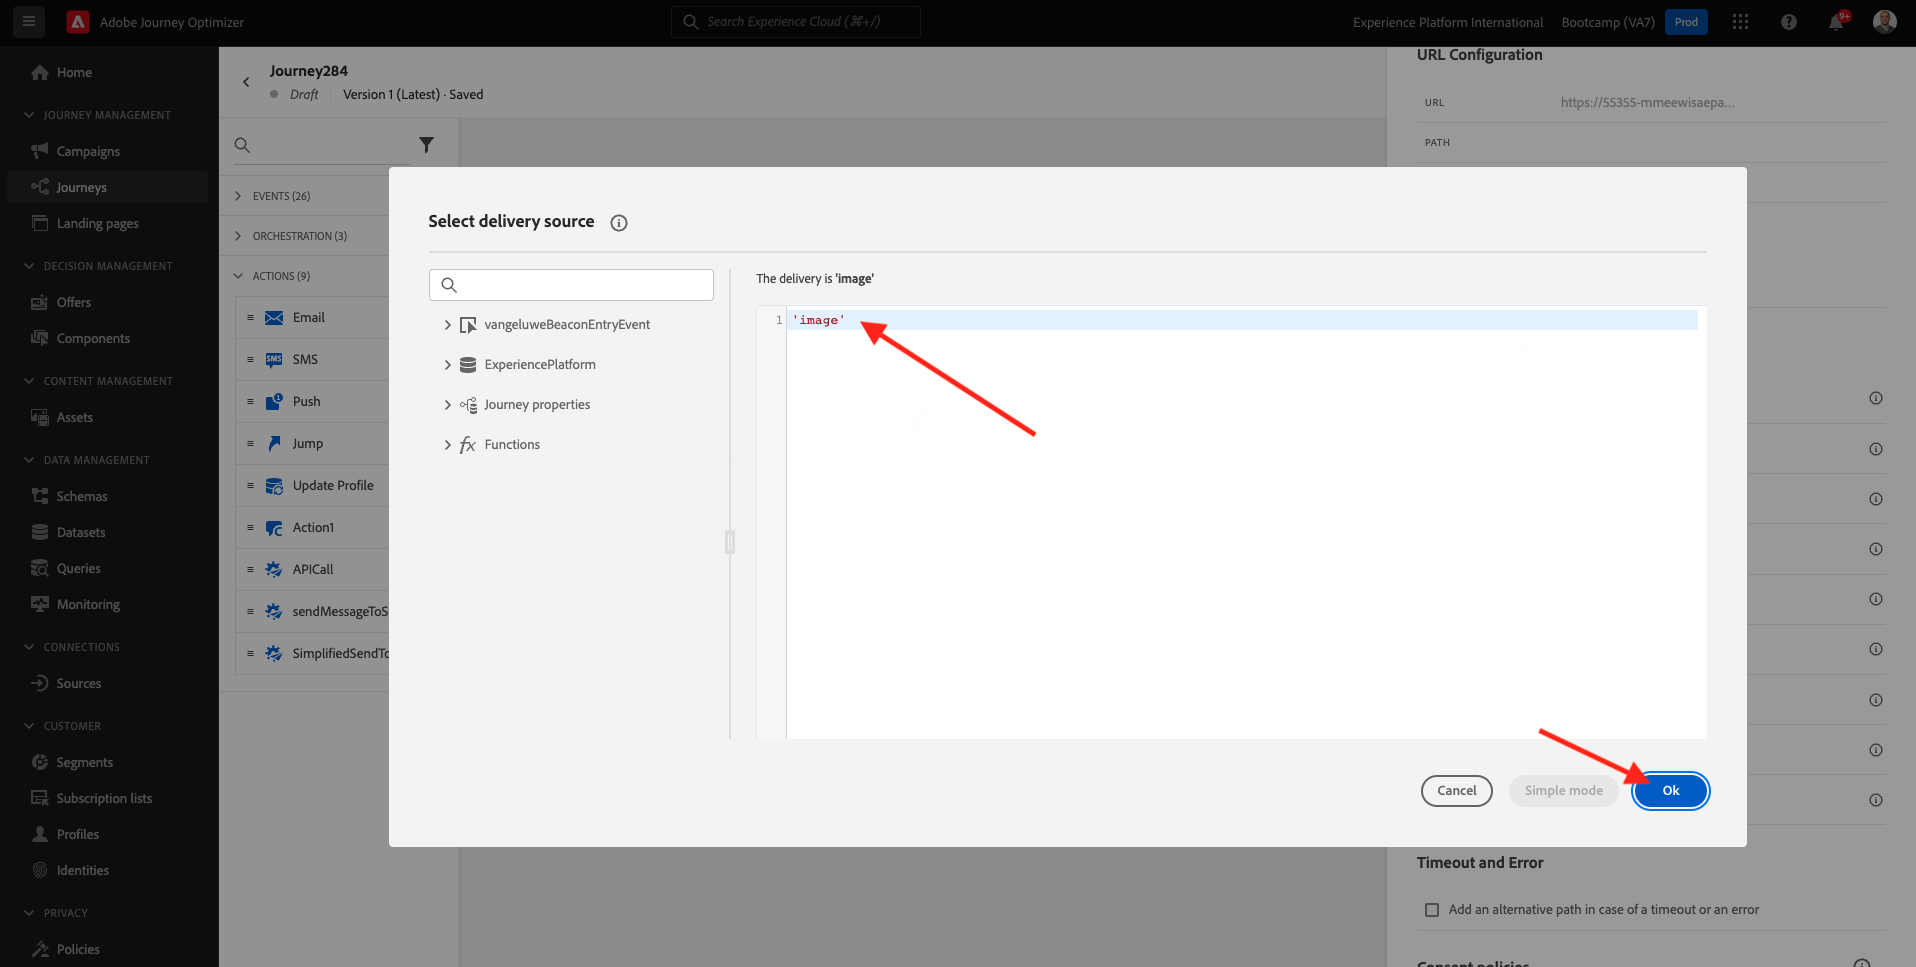 Adobe Journey Optimizer
Search Experience Cloud (⌘+/)
Experience Platform International
Bootcamp (VA7)
Prod
9+
Home
JOURNEY MANAGEMENT
Campaigns
Journeys
Landing pages
DECISION MANAGEMENT
Offers
Components
CONTENT MANAGEMENT
Assets
DATA MANAGEMENT
Schemas
Datasets
Queries
Monitoring
CONNECTIONS
Sources
CUSTOMER
Segments
Subscription lists
Profiles
Identities
PRIVACY
Policies
Journey284
Draft
Version 1 (Latest) · Saved
EVENTS (26)
ORCHESTRATION (3)
ACTIONS (9)
Email
SMS
SMS
Push
Jump
Update Profile
Action1
APICall
sendMessageToS
SimplifiedSendTo
Select delivery source
vangeluweBeaconEntryEvent
ExperiencePlatform
Journey properties
fx Functions
The delivery is 'image'
1 'image'
Cancel
Simple mode
Ok
URL Configuration
URL
https://55355-mmeewisaepa...
PATH
Timeout and Error
Add an alternative path in case of a timeout or an error
Consent policies